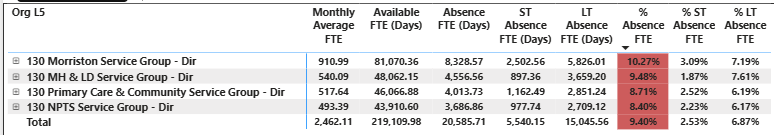 Org L5 Monthly Average FTE Available FTE (Days) Absence FTE (Days) ST Absence FTE (Days) LT Absence FTE (Days) % Absence FTE % ST Absence FTE % LT Absence FTE
130 Morriston Service Group - Dir 910.99 81,070.36 8,328.57 2,502.56 5,826.01 10.27% 3.09% 7.19%
130 MH & LD Service Group - Dir 540.09 48,062.15 4,556.56 897.36 3,659.20 9.48% 1.87% 7.61%
130 Primary Care & Community Service Group - Dir 517.64 46,066.88 4,013.73 1,162.49 2,851.24 8.71% 2.52% 6.19%
130 NPTS Service Group - Dir 493.39 43,910.60 3,686.86 977.74 2,709.12 8.40% 2.23% 6.17%
Total 2,462.11 219,109.98 20,585.71 5,540.15 15,045.56 9.40% 2.53% 6.87%